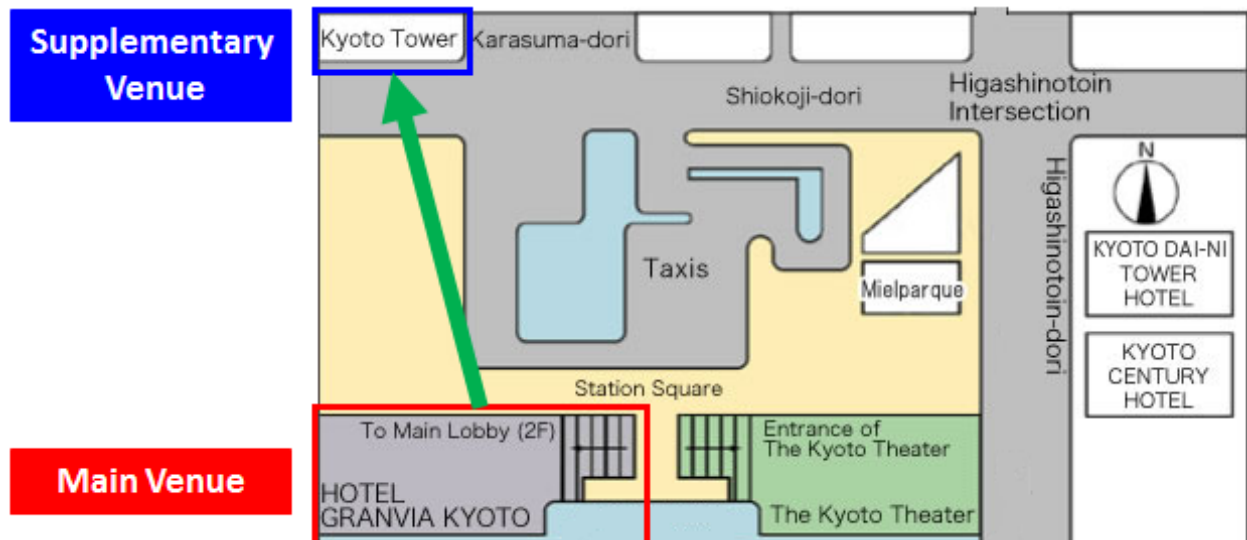 Supplementary
Venue
Kyoto Tower
Karasuma-dori
Shiokoji-dori
Higashinotoin
Intersection
Higashinotoin-dori
N
KYOTO DAI-NI
TOWER
HOTEL
Taxis
Mielparque
KYOTO
CENTURY
HOTEL
Station Square
To Main Lobby (2F)
Entrance of
The Kyoto Theater
Main Venue
HOTEL
GRANVIA KYOTO
The Kyoto Theater